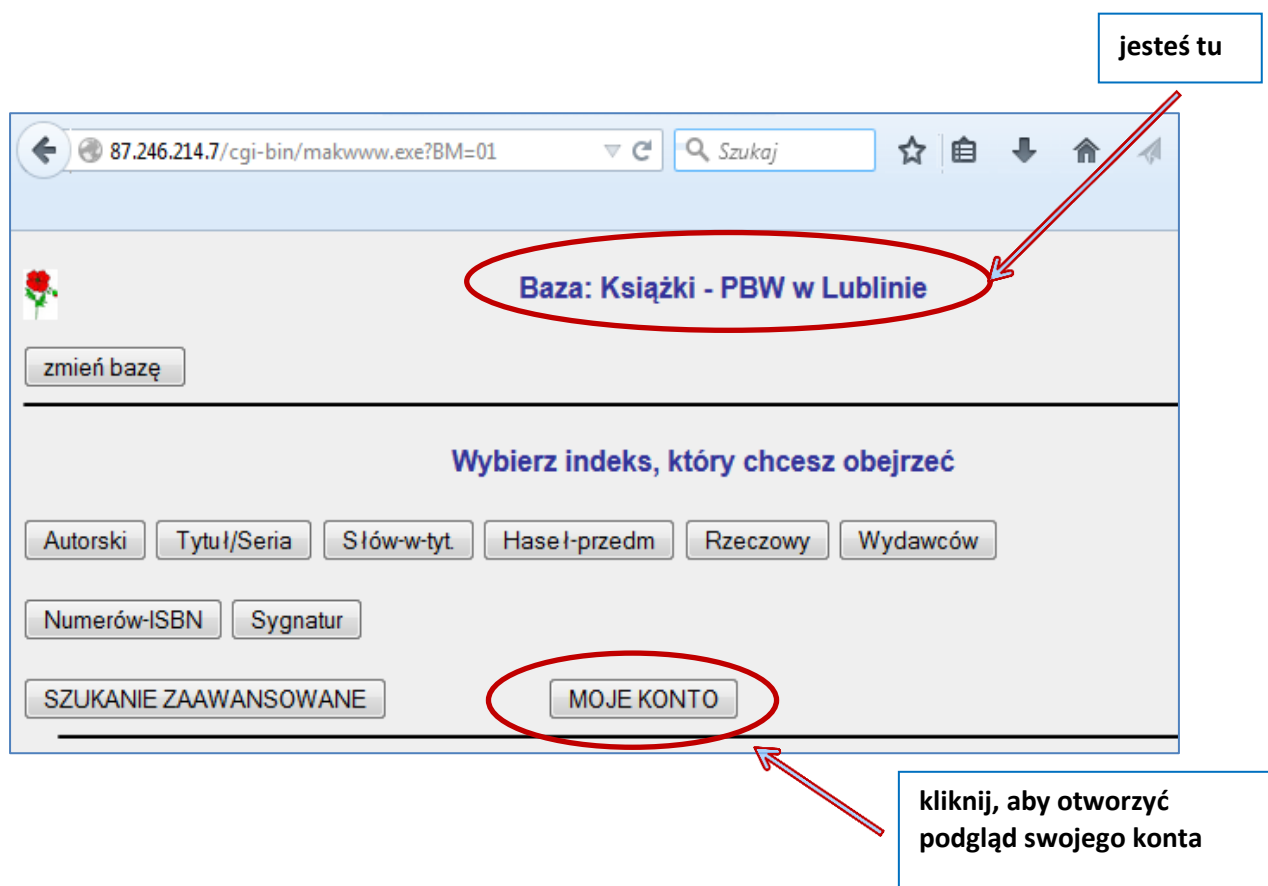 jesteś tu
87.246.214.7/cgi-bin/makwww.exe?BM=01 Szukaj
Baza: Książki - PBW w Lublinie
zmień bazę
Wybierz indeks, który chcesz obejrzeć
Autorski Tytuł/Seria Słów-w-tyt. Haseł-przedm Rzeczowy Wydawców
Numerów-ISBN Sygnatur
SZUKANIE ZAAWANSOWANE MOJE KONTO
kliknij, aby otworzyć
podgląd swojego konta